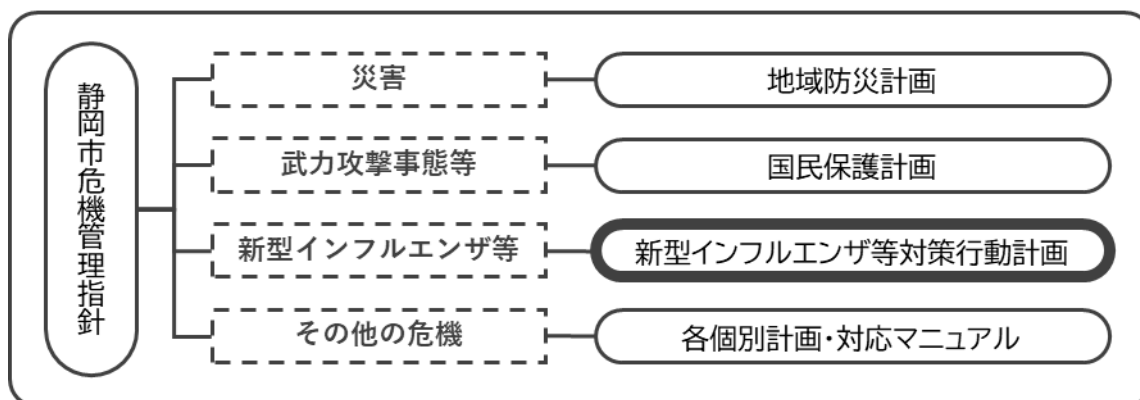 静岡市危機管理指針
災害
地域防災計画
武力攻撃事態等
国民保護計画
新型インフルエンザ等
新型インフルエンザ等対策行動計画
その他の危機
各個別計画・対応マニュアル